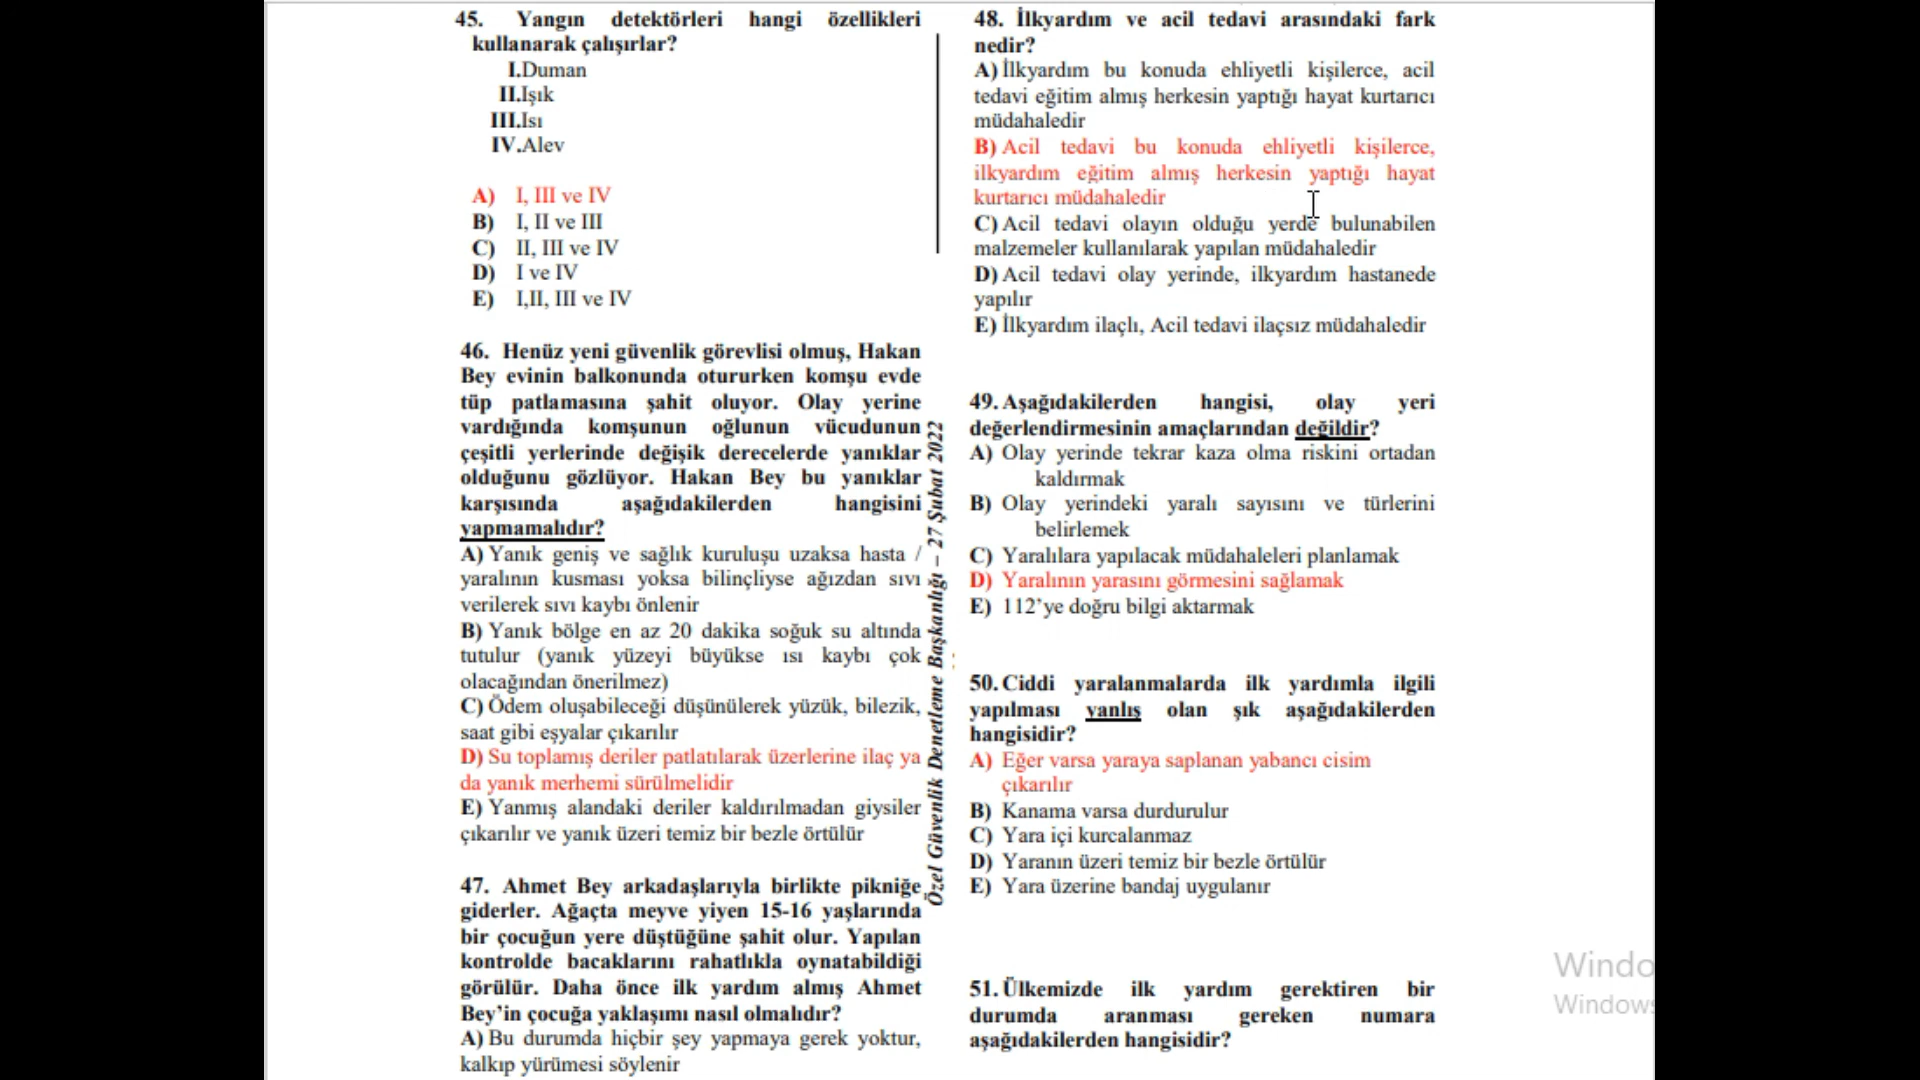 45. Yangın detektörleri hangi özellikleri
kullanarak çalışırlar?
I.Duman
II.Işık
III.Isı
IV.Alev
A) I, III ve IV
B) I, II ve III
C) II, III ve IV
D) I ve IV
E) I,II, III ve IV
46. Henüz yeni güvenlik görevlisi olmuş, Hakan
Bey evinin balkonunda otururken komşu evde
tüp patlamasına şahit oluyor. Olay yerine
vardığında komşunun oğlunun vücudunun
çeşitli yerlerinde değişik derecelerde yanıklar
olduğunu gözlüyor. Hakan Bey bu yanıklar
karşısında aşağıdakilerden hangisini
yapmamalıdır?
A) Yanık geniş ve sağlık kuruluşu uzaksa hasta /
yaralının kusması yoksa bilinçliyse ağızdan sıvı
verilerek sıvı kaybı önlenir
B) Yanık bölge en az 20 dakika soğuk su altında
tutulur (yanık yüzeyi büyükse ısı kaybı çok
olacağından önerilmez)
C) Ödem oluşabileceği düşünülerek yüzük, bilezik,
saat gibi eşyalar çıkarılır
D) Su toplamış deriler patlatılarak üzerlerine ilaç ya
da yanık merhemi sürülmelidir
E) Yanmış alandaki deriler kaldırılmadan giysiler
çıkarılır ve yanık üzeri temiz bir bezle örtülür
47. Ahmet Bey arkadaşlarıyla birlikte pikniğe
giderler. Ağaçta meyve yiyen 15-16 yaşlarında
bir çocuğun yere düştüğüne şahit olur. Yapılan
kontrolde bacaklarını rahatlıkla oynatabildiği
görülür. Daha önce ilk yardım almış Ahmet
Bey'in çocuğa yaklaşımı nasıl olmalıdır?
A) Bu durumda hiçbir şey yapmaya gerek yoktur,
kalkıp yürümesi söylenir
Özel Güvenlik Denetleme Başkanlığı – 27 Şubat 2022
48. İlkyardım ve acil tedavi arasındaki fark
nedir?
A) İlkyardım bu konuda ehliyetli kişilerce, acil
tedavi eğitim almış herkesin yaptığı hayat kurtarıcı
müdahaledir
B) Acil tedavi bu konuda ehliyetli kişilerce,
ilkyardım eğitim almış herkesin yaptığı hayat
kurtarıcı müdahaledir
C) Acil tedavi olayın olduğu yerde bulunabilen
malzemeler kullanılarak yapılan müdahaledir
D) Acil tedavi olay yerinde, ilkyardım hastanede
yapılır
E) İlkyardım ilaçlı, Acil tedavi ilaçsız müdahaledir
49. Aşağıdakilerden hangisi, olay yeri
değerlendirmesinin amaçlarından değildir?
A) Olay yerinde tekrar kaza olma riskini ortadan
kaldırmak
B) Olay yerindeki yaralı sayısını ve türlerini
belirlemek
C) Yaralılara yapılacak müdahaleleri planlamak
D) Yaralının yarasını görmesini sağlamak
E) 112'ye doğru bilgi aktarmak
50. Ciddi yaralanmalarda ilk yardımla ilgili
yapılması yanlış olan şık aşağıdakilerden
hangisidir?
A) Eğer varsa yaraya saplanan yabancı cisim
çıkarılır
B) Kanama varsa durdurulur
C) Yara içi kurcalanmaz
D) Yaranın üzeri temiz bir bezle örtülür
E) Yara üzerine bandaj uygulanır
51. Ülkemizde ilk yardım gerektiren bir
durumda aranması gereken numara
aşağıdakilerden hangisidir?
Windo
Windows